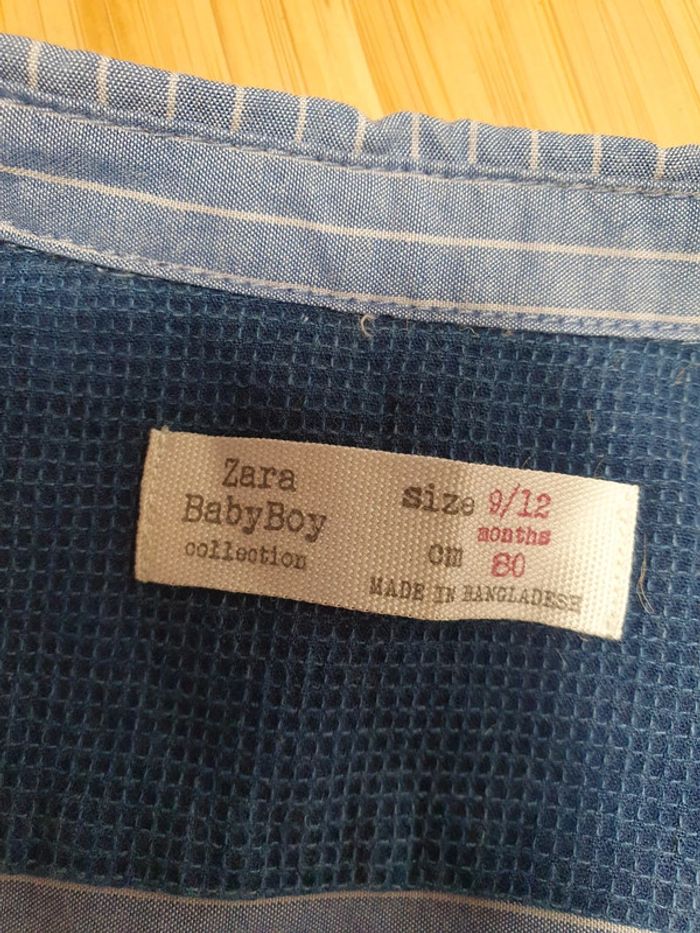 Zara
BabyBoy
collection
Size 9/12
months
cm 80
MADE IN BANGLADESH